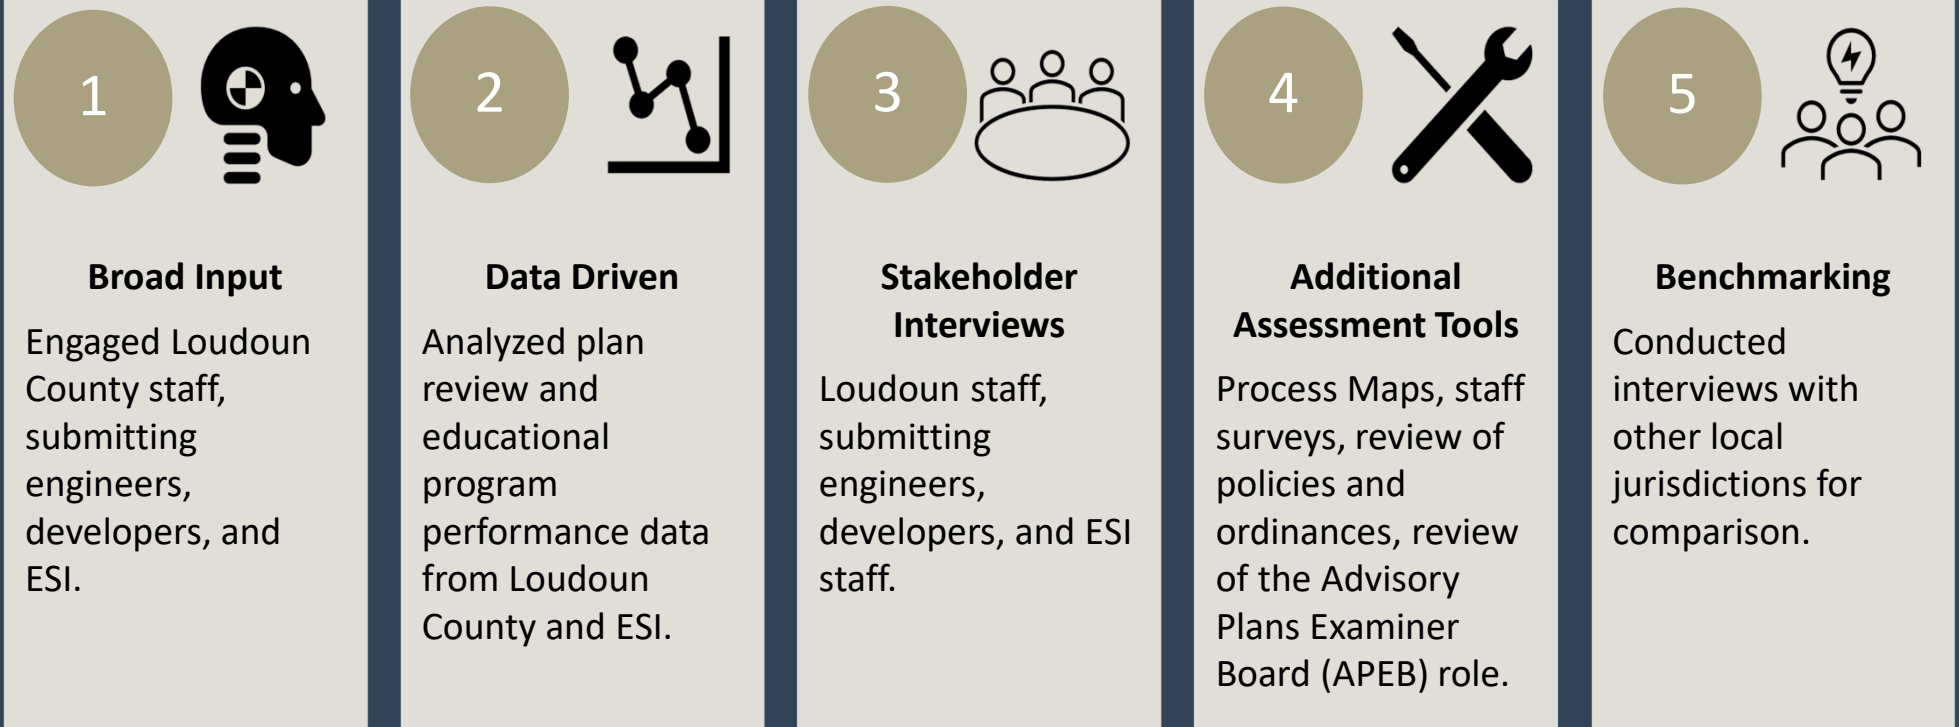 1
Broad Input
Engaged Loudoun
County staff,
submitting
engineers,
developers, and
ESI.
2
Data Driven
Analyzed plan
review and
educational
program
performance data
from Loudoun
County and ESI.
3
Stakeholder
Interviews
Loudoun staff,
submitting
engineers,
developers, and ESI
staff.
4
Additional
Assessment Tools
Process Maps, staff
surveys, review of
policies and
ordinances, review
of the Advisory
Plans Examiner
Board (APEB) role.
5
Benchmarking
Conducted
interviews with
other local
jurisdictions for
comparison.